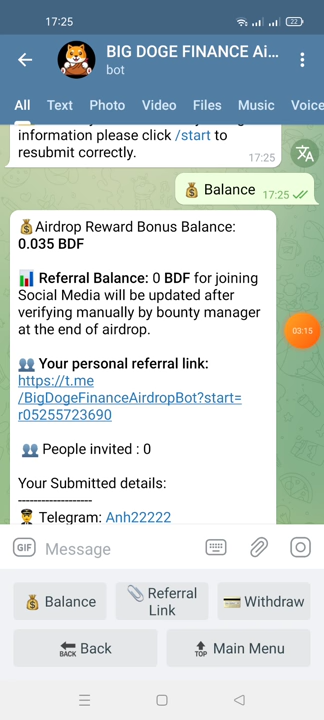 17:25
22
BIG DOGE FINANCE Ai...
bot
All Text Photo Video Files Music Voice
information please click /start to
resubmit correctly.
17:25
💰 Balance 17:25
💰Airdrop Reward Bonus Balance:
0.035 BDF
📊 Referral Balance: 0 BDF for joining
Social Media will be updated after
verifying manually by bounty manager
at the end of airdrop.
03:15
👥 Your personal referral link:
https://t.me
/BigDogeFinanceAirdropBot?start=
r05255723690
👥 People invited : 0
Your Submitted details:
-------------------
Telegram: Anh22222
GIF Message
💰 Balance
📎 Referral
Link
💳 Withdraw
BACK Back
TOP Main Menu